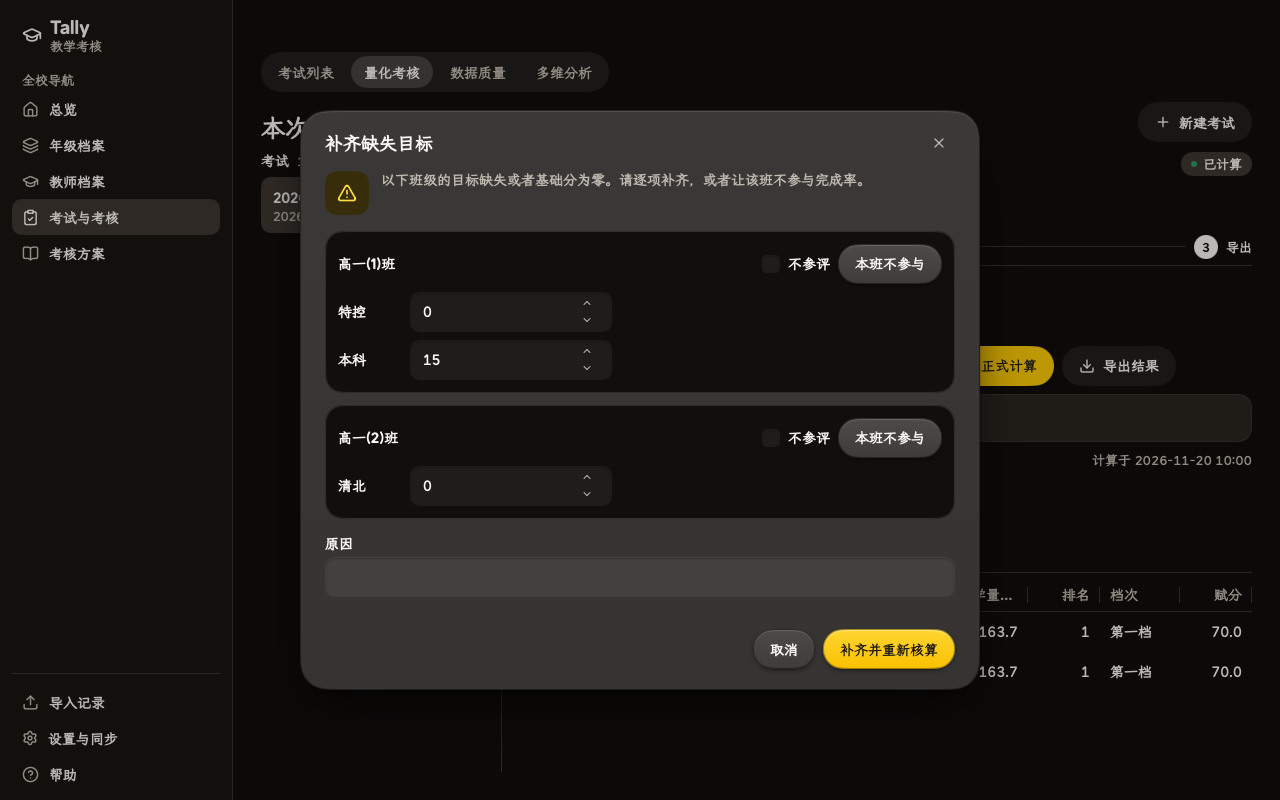 Tally
教学考核
全校导航
总览
年级档案
教师档案
考试与考核
考核方案
导入记录
设置与同步
帮助
考试列表
量化考核
数据质量
多维分析
本次
新建考试
考试
已计算
2026
2026
3 导出
正式计算
导出结果
计算于 2026-11-20 10:00
学量... 排名 档次 赋分
163.7 1 第一档 70.0
163.7 1 第一档 70.0
补齐缺失目标
以下班级的目标缺失或者基础分为零。请逐项补齐，或者让该班不参与完成率。
高一(1)班 不参评 本班不参与
特控 0
本科 15
高一(2)班 不参评 本班不参与
清北 0
原因
取消 补齐并重新核算